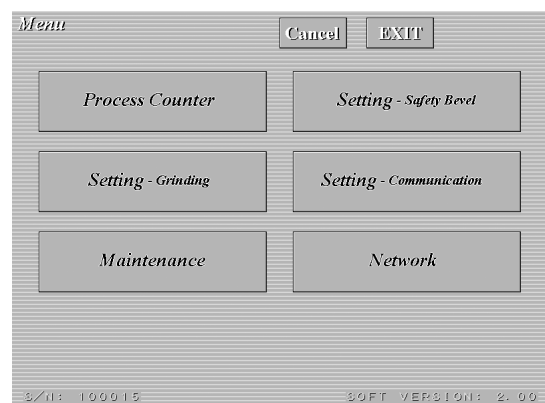 Menu
Cancel EXIT
Process Counter
Setting - Safety Bevel
Setting - Grinding
Setting - Communication
Maintenance
Network
S/N: 100015
SOFT VERSION: 2.00